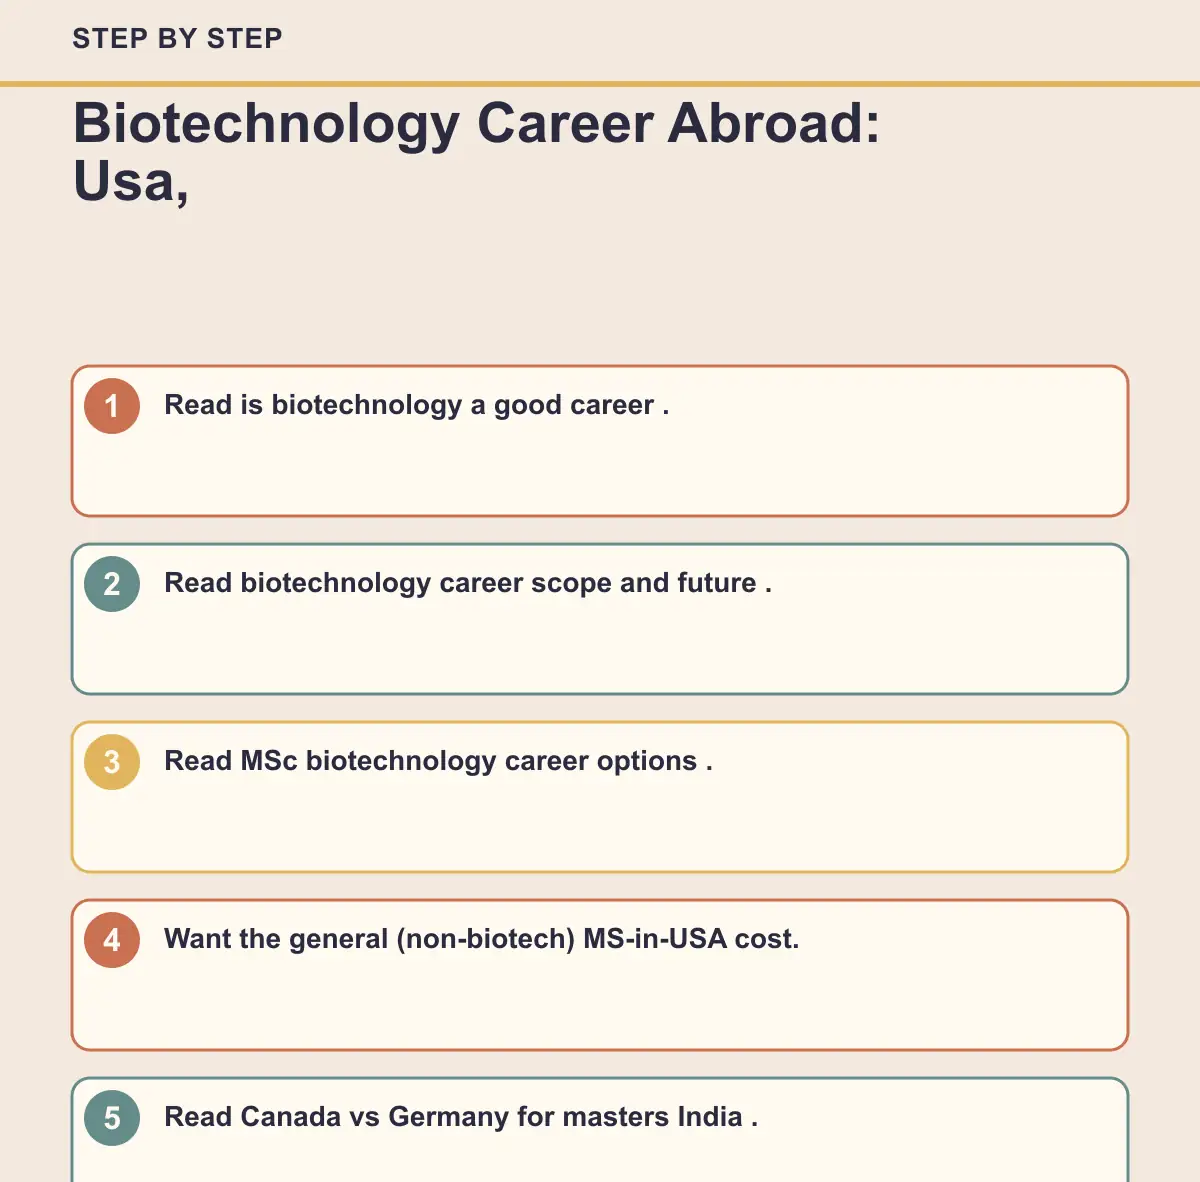 STEP BY STEP
Biotechnology Career Abroad:
Usa,
1
Read is biotechnology a good career .
2
Read biotechnology career scope and future .
3
Read MSc biotechnology career options .
4
Want the general (non-biotech) MS-in-USA cost.
5
Read Canada vs Germany for masters India .